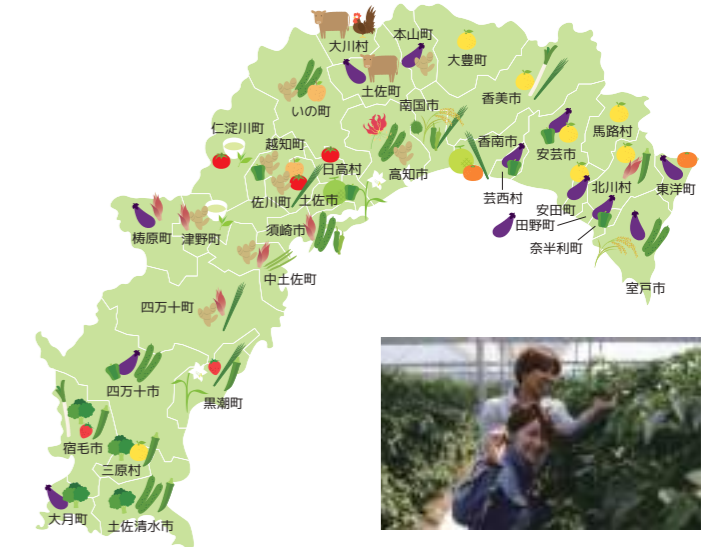 本山町
大川村
大豊町
土佐町
香美市
いの町
南国市
仁淀川町
越知町
香南市
馬路村
日高村
高知市
安芸市
佐川町
土佐市
芸西村
北川村
東洋町
安田町
田野町
梼原町
津野町
須崎市
奈半利町
中土佐町
室戸市
四万十町
四万十市
黒潮町
宿毛市
三原村
大月町
土佐清水市